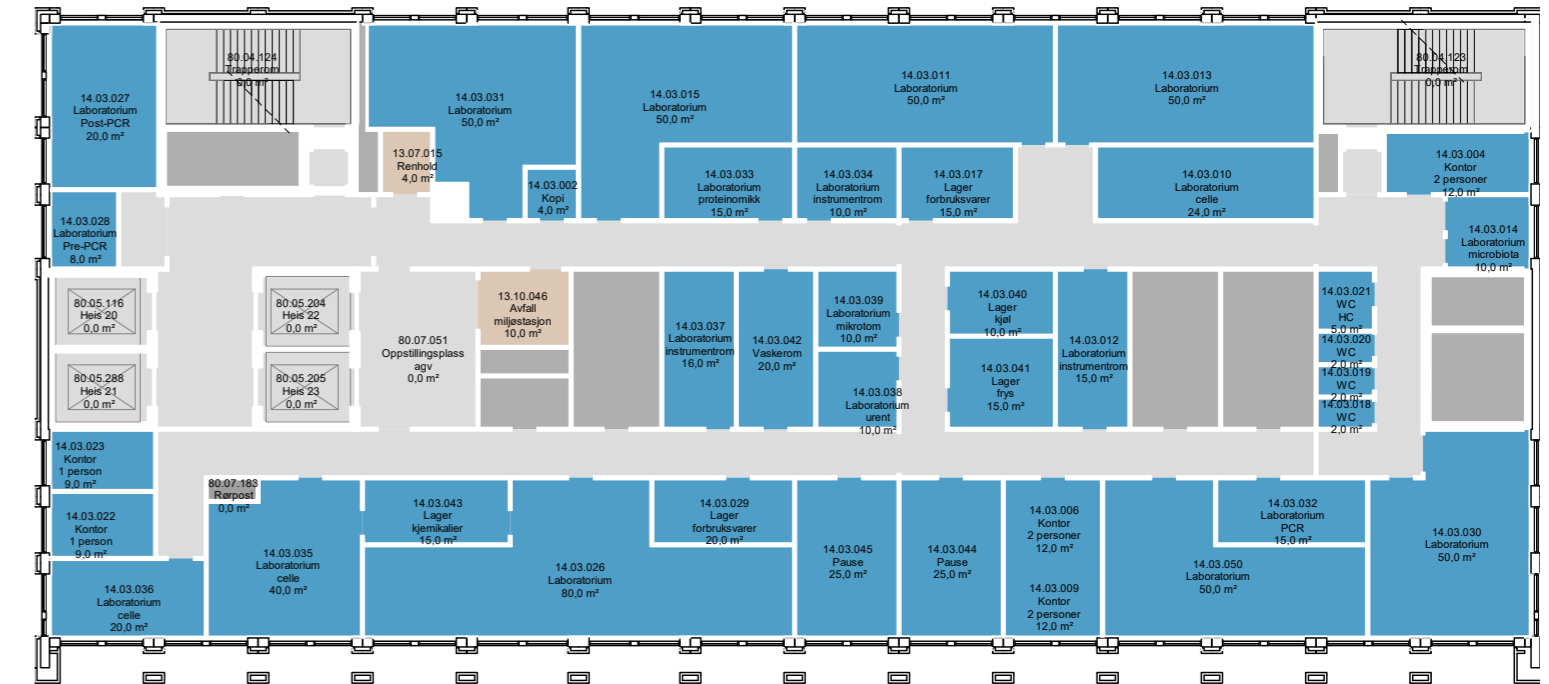 80.04.124
Trapperom
0,0 m²
14.03.027
Laboratorium
Post-PCR
20,0 m²
14.03.031
Laboratorium
50,0 m²
14.03.015
Laboratorium
50,0 m²
14.03.011
Laboratorium
50,0 m²
14.03.013
Laboratorium
50,0 m²
80.04.123
Trapperom
0,0 m²
13.07.015
Renhold
4,0 m²
14.03.002
Kopi
4,0 m²
14.03.033
Laboratorium
proteinomikk
15,0 m²
14.03.034
Laboratorium
instrumentrom
10,0 m²
14.03.017
Lager
forbruksvarer
15,0 m²
14.03.010
Laboratorium
celle
24,0 m²
14.03.004
Kontor
2 personer
12,0 m²
14.03.028
Laboratorium
Pre-PCR
8,0 m²
14.03.014
Laboratorium
microbiota
10,0 m²
80.05.116
Heis 20
0,0 m²
80.05.204
Heis 22
0,0 m²
80.07.051
Oppstillingsplass
agv
0,0 m²
13.10.046
Avfall
miljøstasjon
10,0 m²
14.03.037
Laboratorium
instrumentrom
16,0 m²
14.03.042
Vaskerom
20,0 m²
14.03.039
Laboratorium
mikrotom
10,0 m²
14.03.040
Lager
kjøl
10,0 m²
14.03.012
Laboratorium
instrumentrom
15,0 m²
14.03.021
WC
HC
5,0 m²
14.03.020
WC
2,0 m²
14.03.019
WC
2,0 m²
14.03.018
WC
2,0 m²
80.05.288
Heis 21
0,0 m²
80.05.205
Heis 23
0,0 m²
14.03.038
Laboratorium
urent
10,0 m²
14.03.041
Lager
frys
15,0 m²
14.03.023
Kontor
1 person
9,0 m²
14.03.022
Kontor
1 person
9,0 m²
80.07.183
Rørpost
0,0 m²
14.03.036
Laboratorium
celle
20,0 m²
14.03.035
Laboratorium
celle
40,0 m²
14.03.043
Lager
kjemikalier
15,0 m²
14.03.026
Laboratorium
80,0 m²
14.03.029
Lager
forbruksvarer
20,0 m²
14.03.045
Pause
25,0 m²
14.03.044
Pause
25,0 m²
14.03.006
Kontor
2 personer
12,0 m²
14.03.009
Kontor
2 personer
12,0 m²
14.03.050
Laboratorium
50,0 m²
14.03.032
Laboratorium
PCR
15,0 m²
14.03.030
Laboratorium
50,0 m²